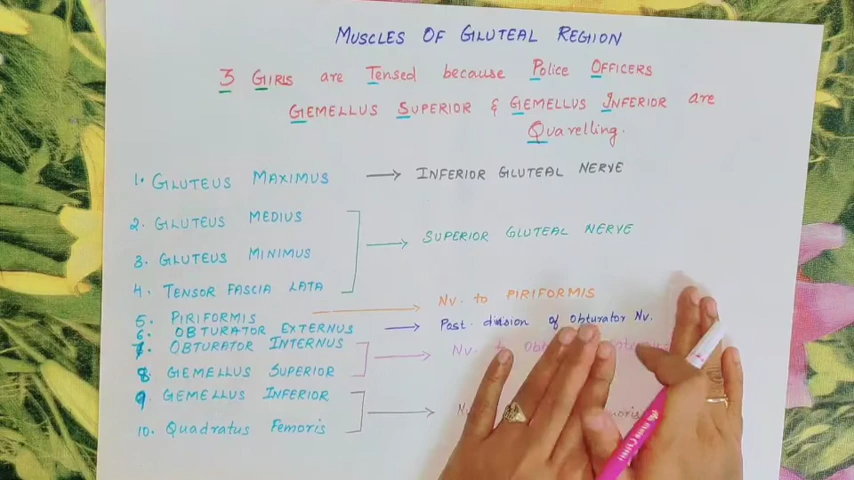 MUSCLES OF GLUTEAL REGION
3 GIRLS are Tensed because Police OFFICERS
GEMELLUS SUPERIOR & GEMELLUS INFERIOR are
Quarelling.
1. GLUTEUS MAXIMUS → INFERIOR GLUTEAL NERVE
2. GLUTEUS MEDIUS
→ SUPERIOR GLUTEAL NERVE
3. GLUTEUS MINIMUS
4. TENSOR FASCIA LATA
5. PIRIFORMIS → Nv. to PIRIFORMIS
6. OBTURATOR EXTERNUS → Post. division of Obturator Nv.
7. OBTURATOR INTERNUS
→ Nv. to
8. GEMELLUS SUPERIOR
9. GEMELLUS INFERIOR
→
10. Quadratus Femoris